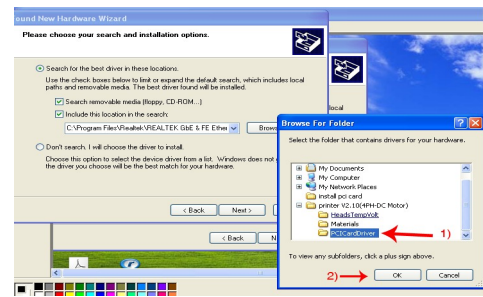 ound New Hardware Wizard
Please choose your search and installation options.
Search for the best driver in these locations.
Use the check boxes below to limit or expand the default search, which includes local
paths and removable media. The best driver found will be installed.
Search removable media (floppy, CD-ROM...)
Include this location in the search:
C:\Program Files\Realtek\REALTEK GbE & FE Ether
Brow
Don't search. I will choose the driver to install.
Choose this option to select the device driver from a list. Windows does not
the driver you choose will be the best match for your hardware.
< Back
Next >
< Back
N
local
Browse For Folder
Select the folder that contains drivers for your hardware.
My Documents
My Computer
My Network Places
install pci card
printer V2.10(4PH-DC Motor)
HeadsTempVolt
Materials
PCICardDriver
1)
To view any subfolders, click a plus sign above.
2)
OK
Cancel